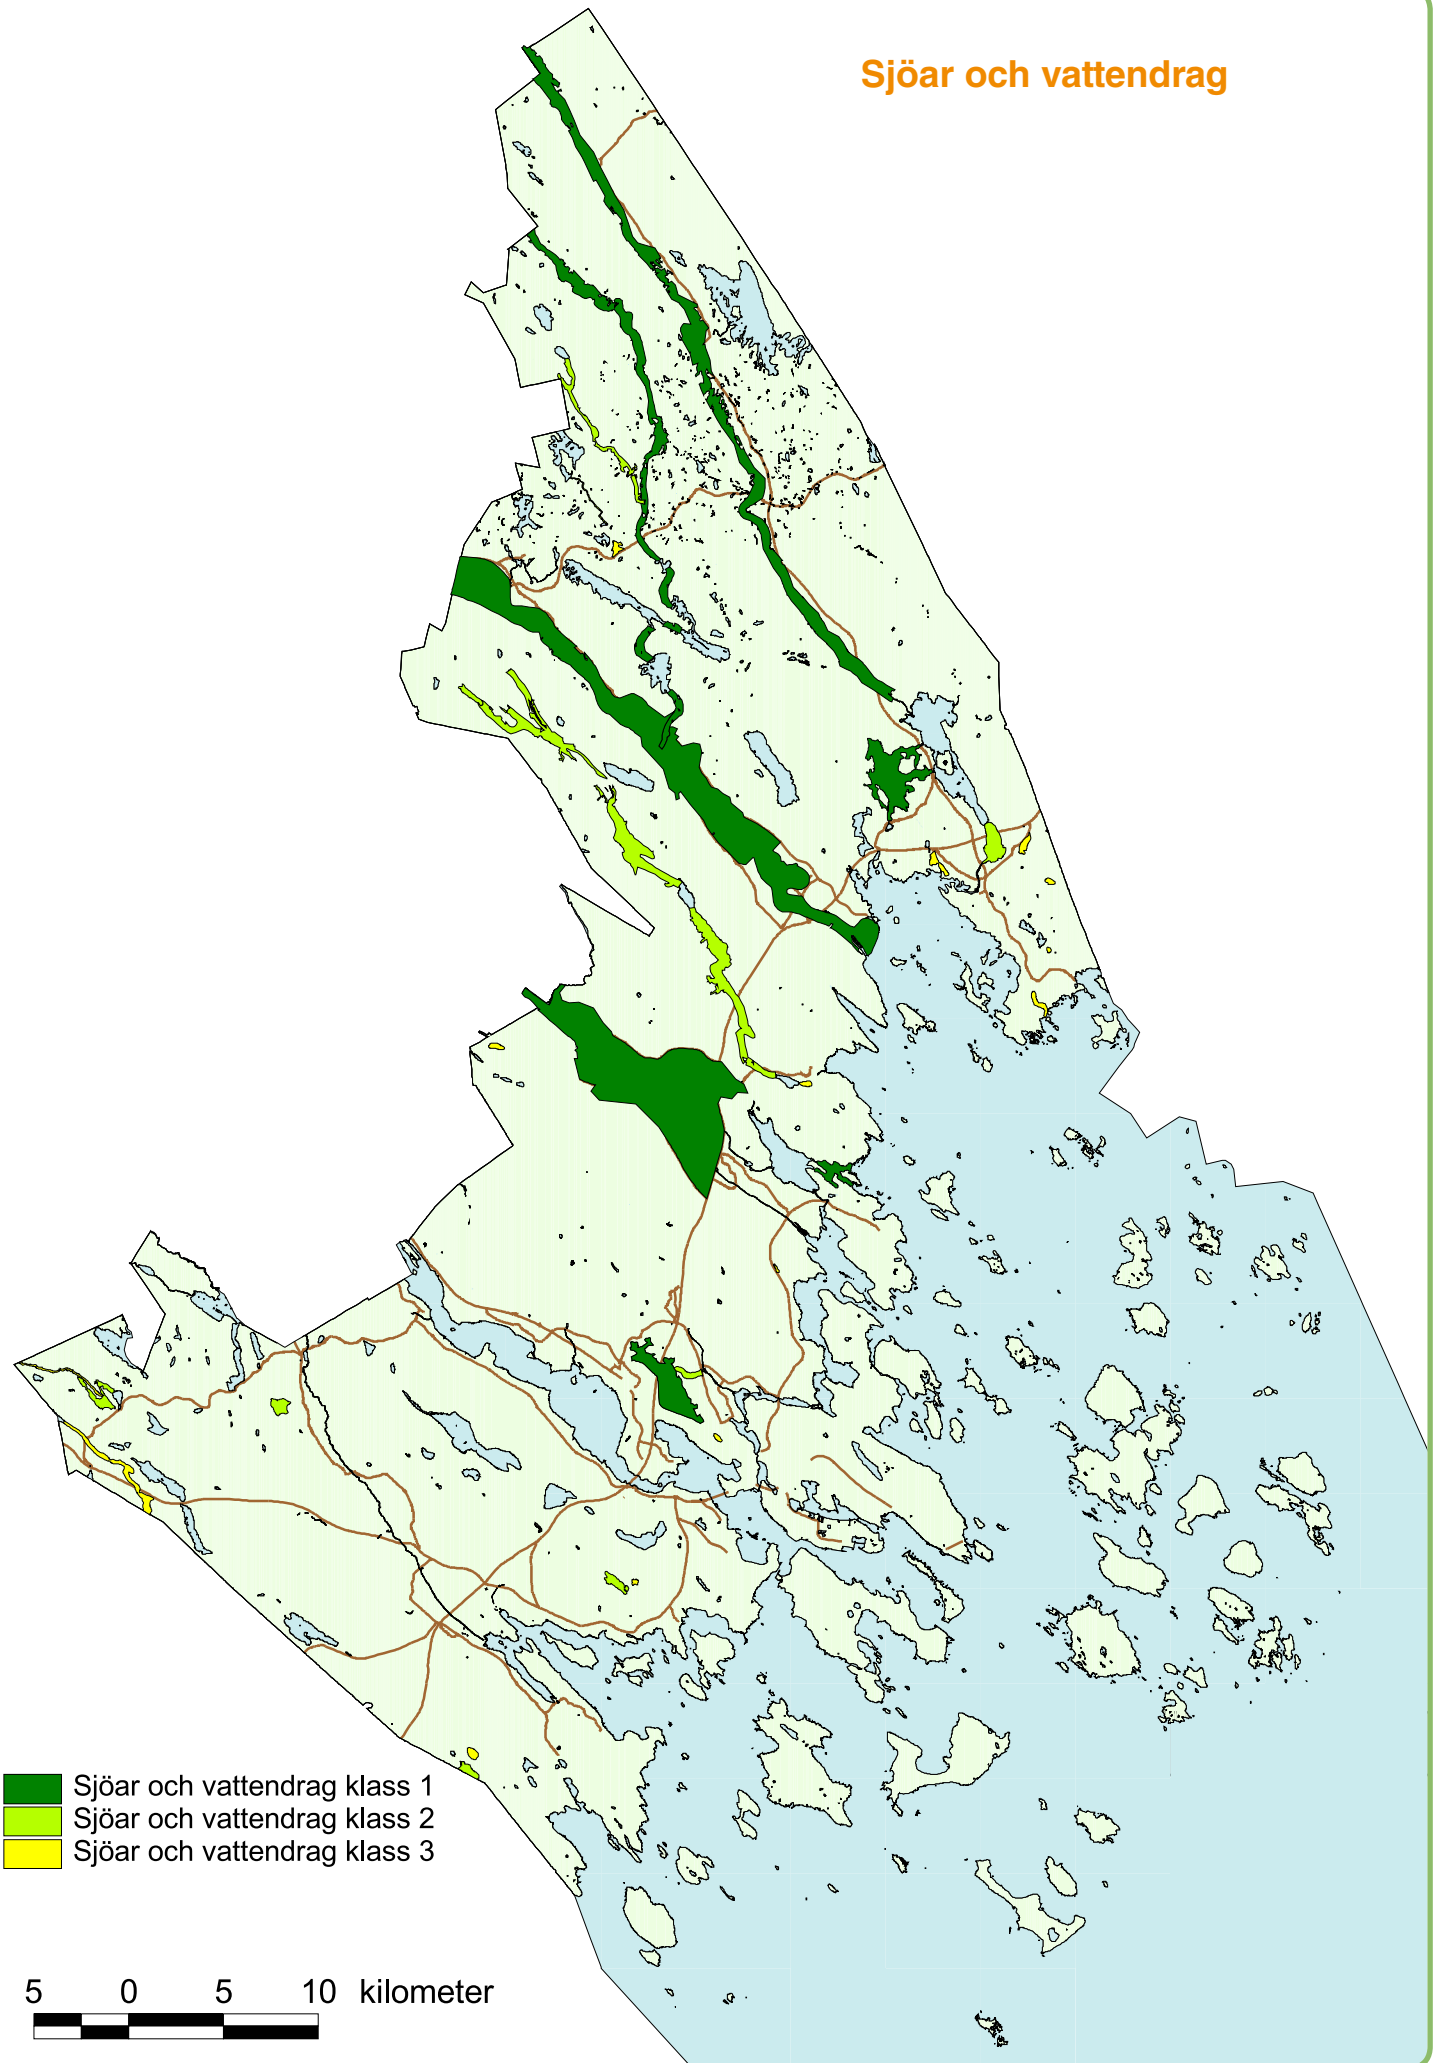 Sjöar och vattendrag
Sjöar och vattendrag klass 1
Sjöar och vattendrag klass 2
Sjöar och vattendrag klass 3
5 0 5 10 kilometer